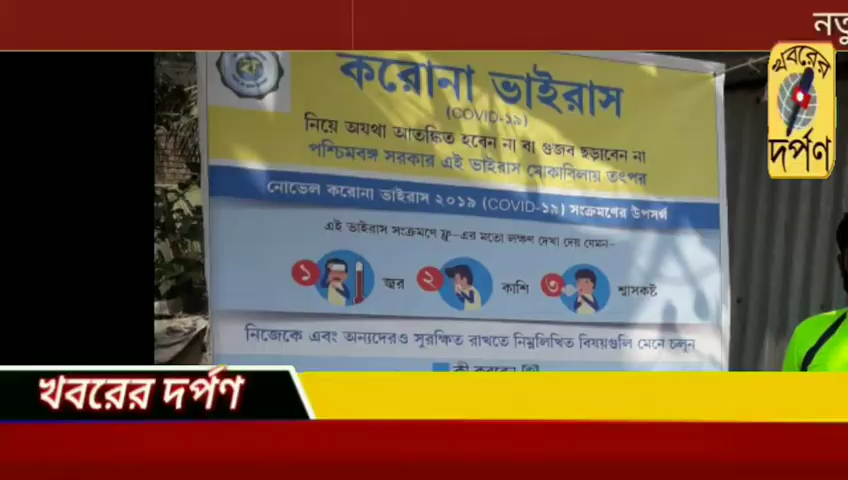 করোনা ভাইরাস
(COVID-১৯)
নিয়ে অযথা আতঙ্কিত হবেন না বা গুজব ছড়াবেন না
পশ্চিমবঙ্গ সরকার এই ভাইরাস মোকাবিলায় তৎপর
নোভেল করোনা ভাইরাস ২০১৯ (COVID-১৯) সংক্রমণের উপসর্গ
এই ভাইরাস সংক্রমণে ফ্লু-এর মতো লক্ষণ দেখা দেয় যেমন-
১ জ্বর ২ কাশি ৩ শ্বাসকষ্ট
নিজেকে এবং অন্যদেরও সুরক্ষিত রাখতে নিম্নলিখিত বিষয়গুলি মেনে চলুন
খবরের
দর্পণ
খবরের দর্পণ